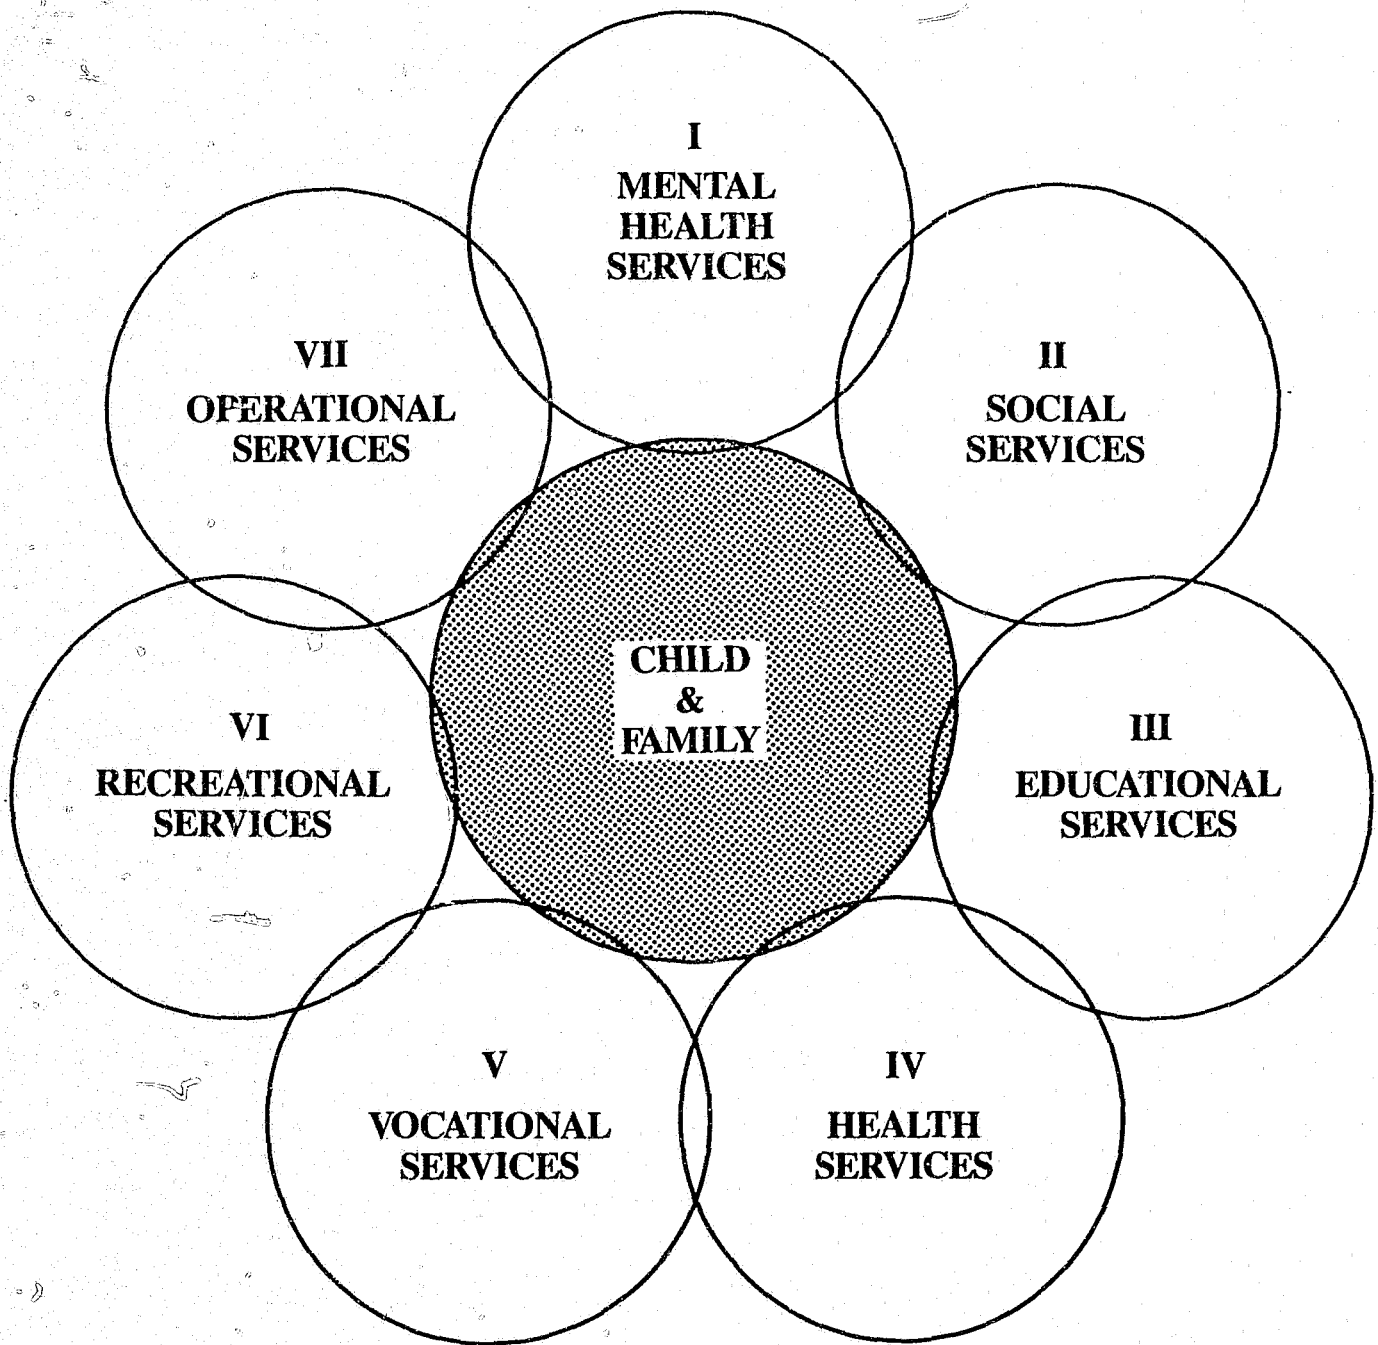 I
MENTAL
HEALTH
SERVICES
II
SOCIAL
SERVICES
III
EDUCATIONAL
SERVICES
IV
HEALTH
SERVICES
V
VOCATIONAL
SERVICES
VI
RECREATIONAL
SERVICES
VII
OPERATIONAL
SERVICES
CHILD
&
FAMILY